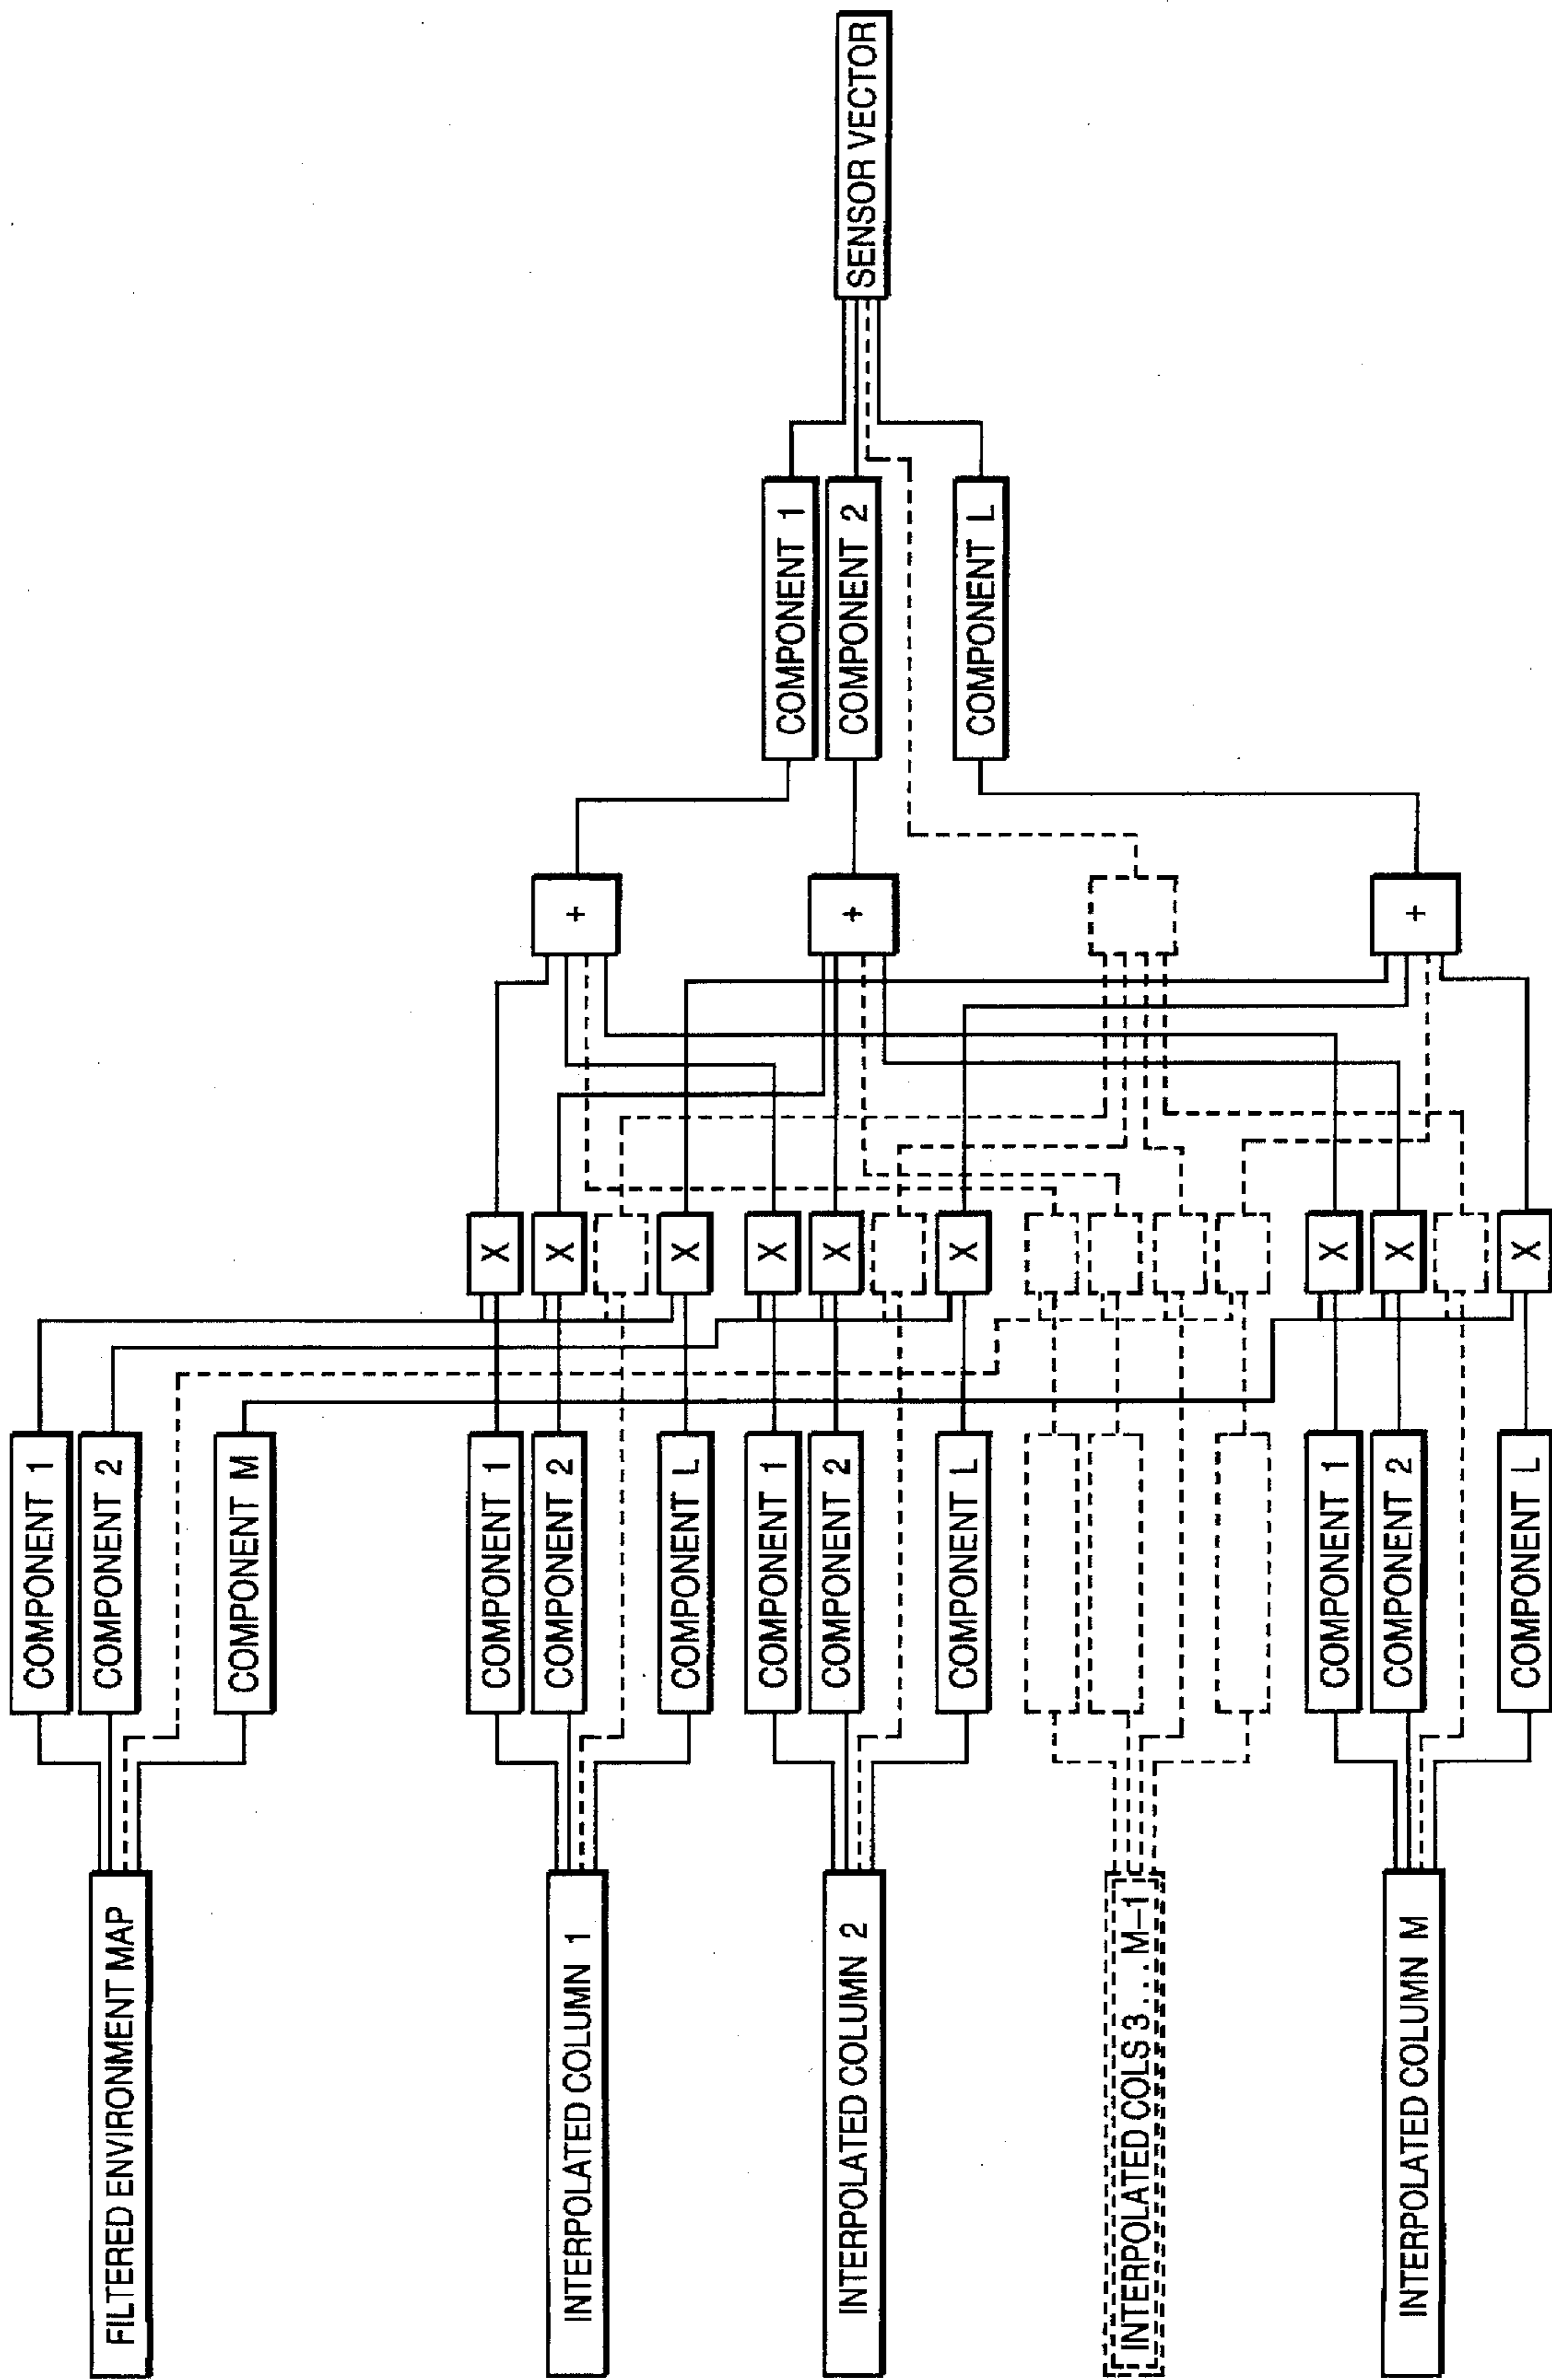 FILTERED ENVIRONMENT MAP
COMPONENT 1
COMPONENT 2
COMPONENT M
INTERPOLATED COLUMN 1
COMPONENT 1
COMPONENT 2
COMPONENT L
X
X
X
INTERPOLATED COLUMN 2
COMPONENT 1
COMPONENT 2
COMPONENT L
X
X
X
INTERPOLATED COLS 3 . . . M–1
INTERPOLATED COLUMN M
COMPONENT 1
COMPONENT 2
COMPONENT L
X
X
X
+
+
+
COMPONENT 1
COMPONENT 2
COMPONENT L
SENSOR VECTOR